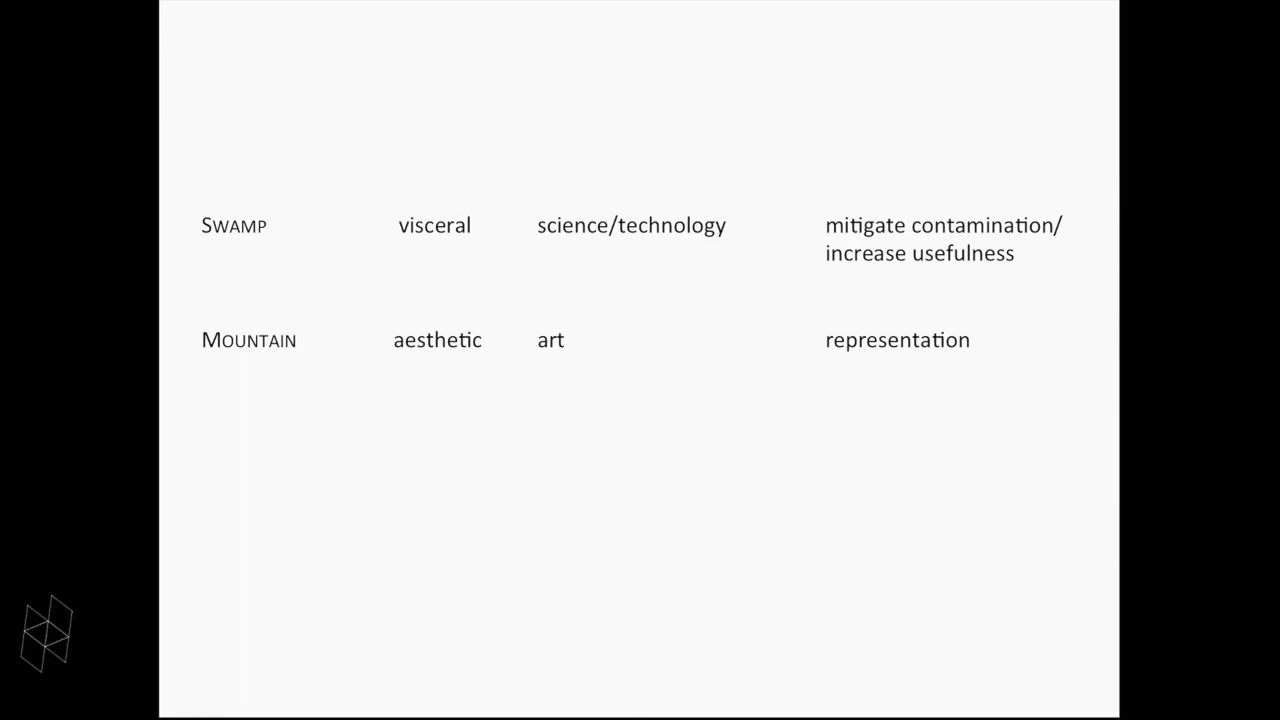 SWAMP visceral science/technology mitigate contamination/
increase usefulness
MOUNTAIN aesthetic art representation